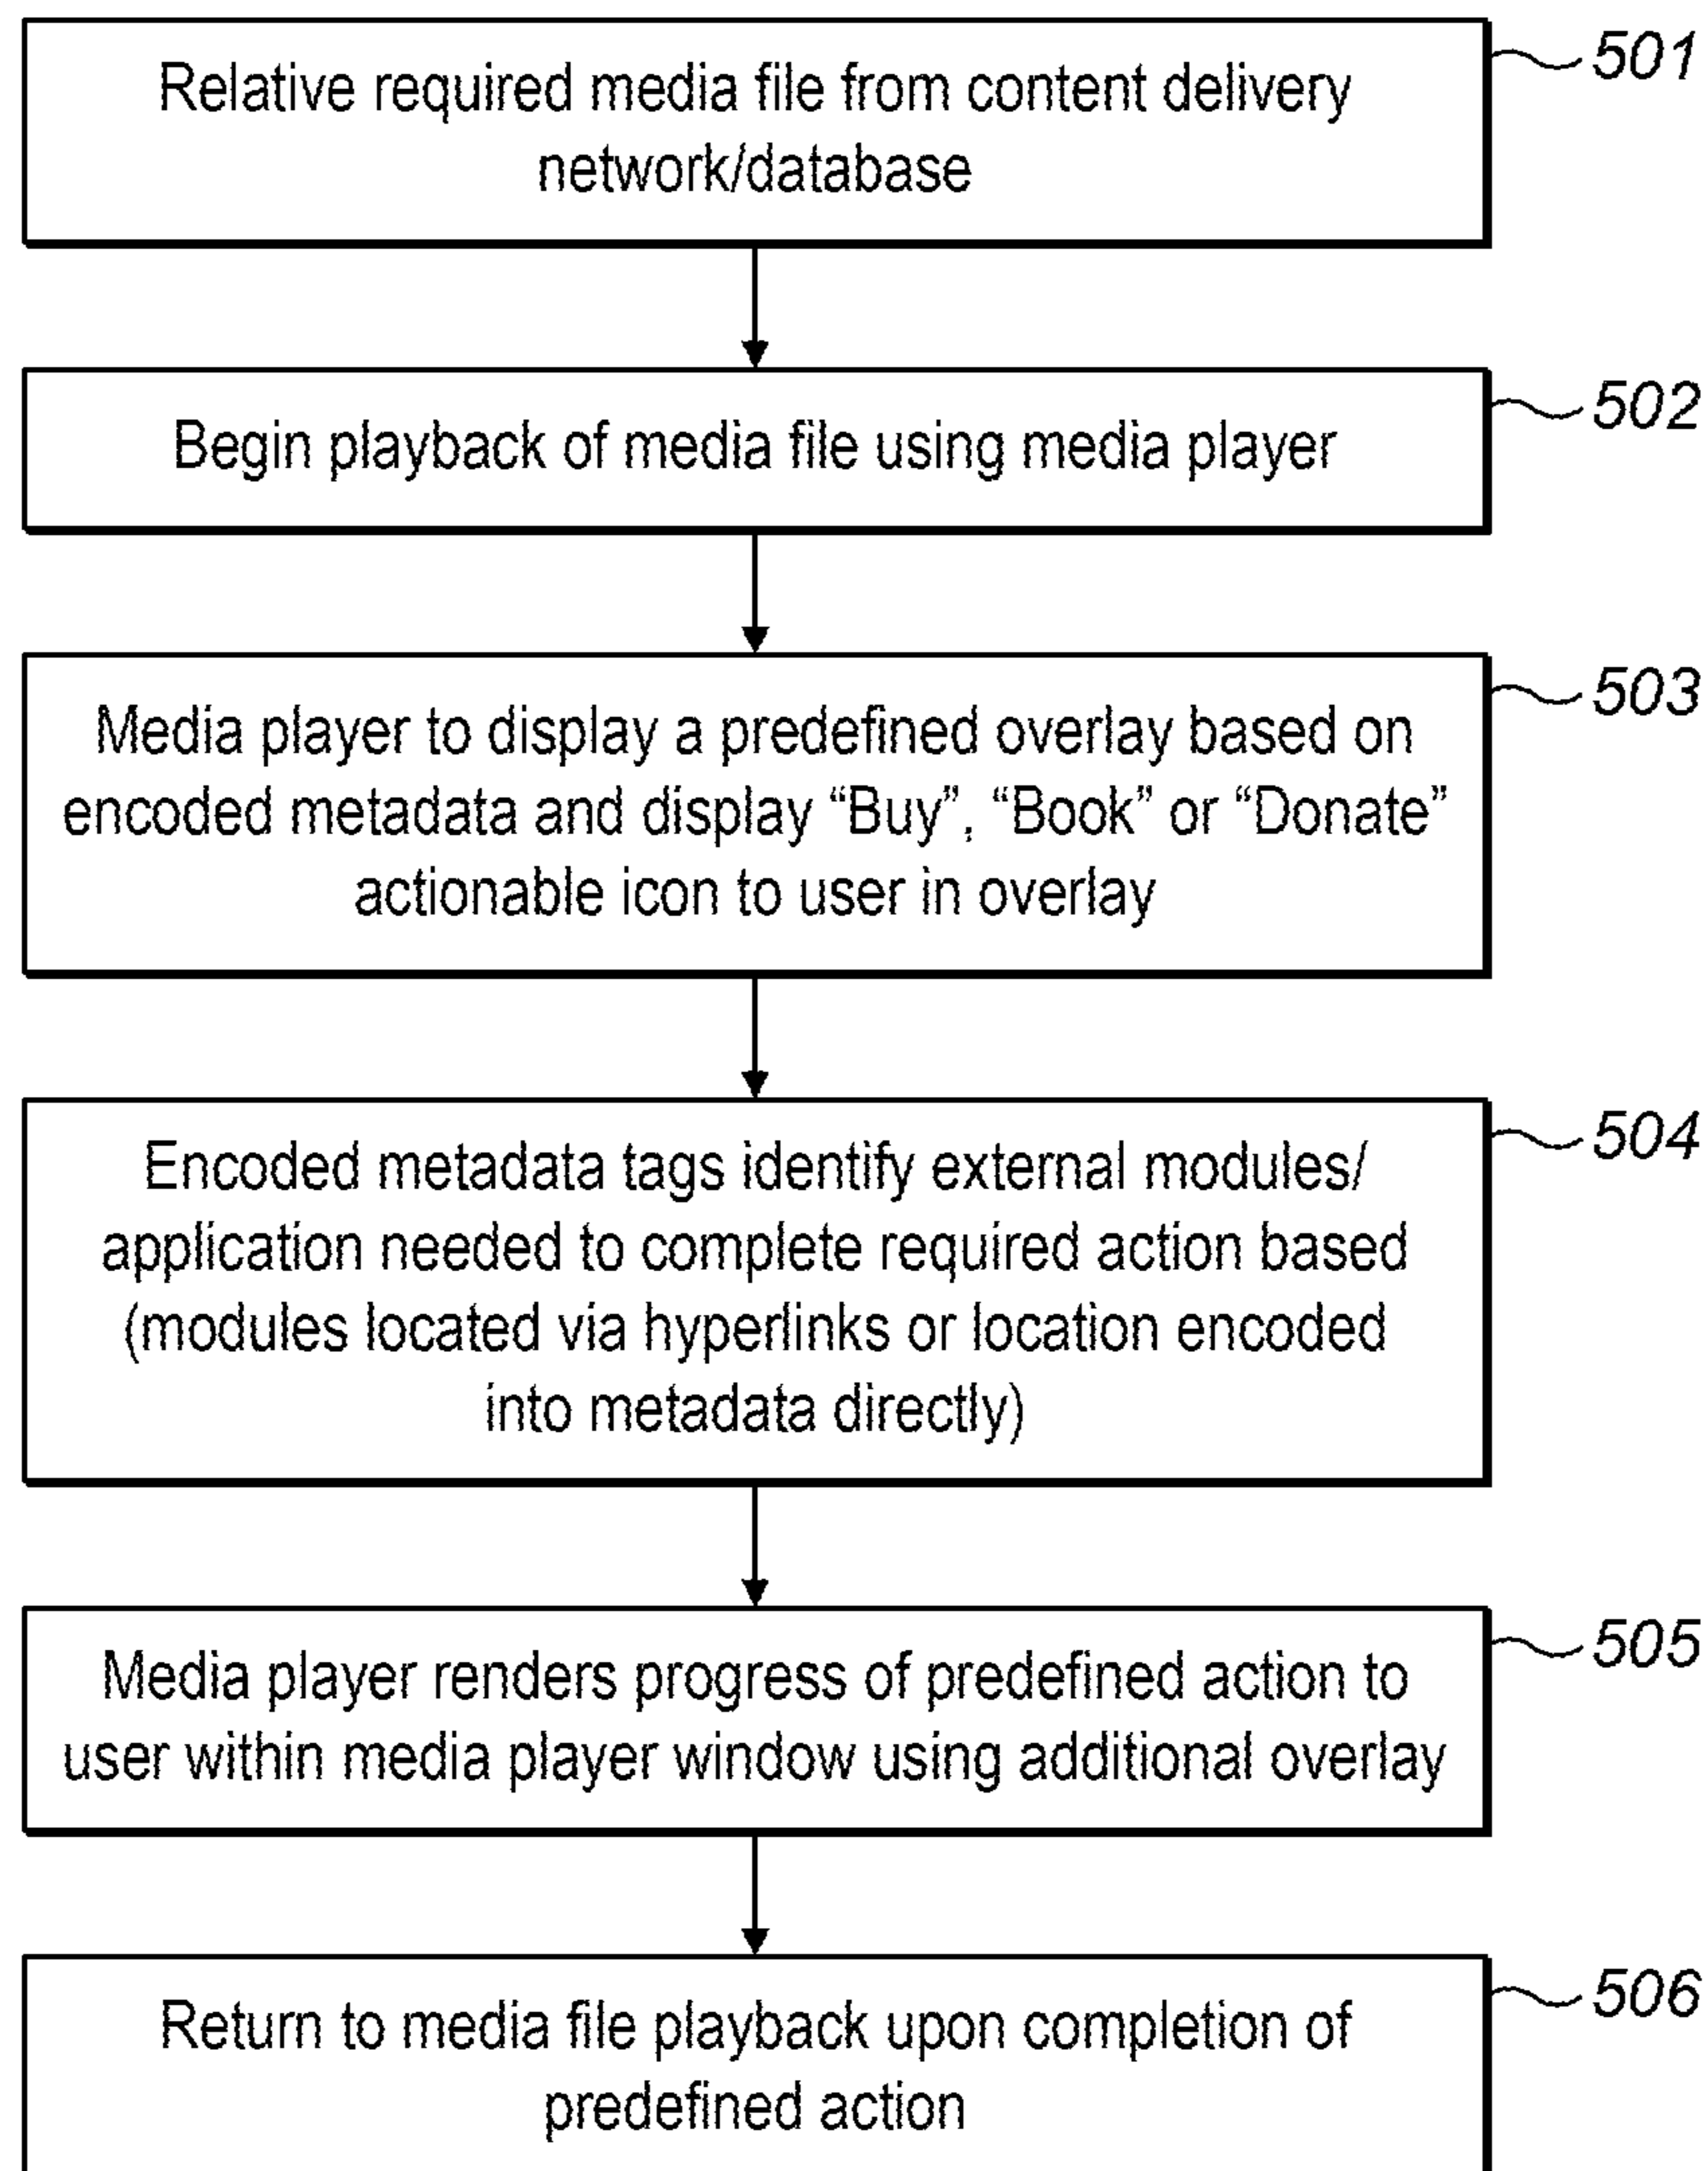 Relative required media file from content delivery
network/database
501
Begin playback of media file using media player
502
Media player to display a predefined overlay based on
encoded metadata and display “Buy”, “Book” or “Donate”
actionable icon to user in overlay
503
Encoded metadata tags identify external modules/
application needed to complete required action based
(modules located via hyperlinks or location encoded
into metadata directly)
504
Media player renders progress of predefined action to
user within media player window using additional overlay
505
Return to media file playback upon completion of
predefined action
506